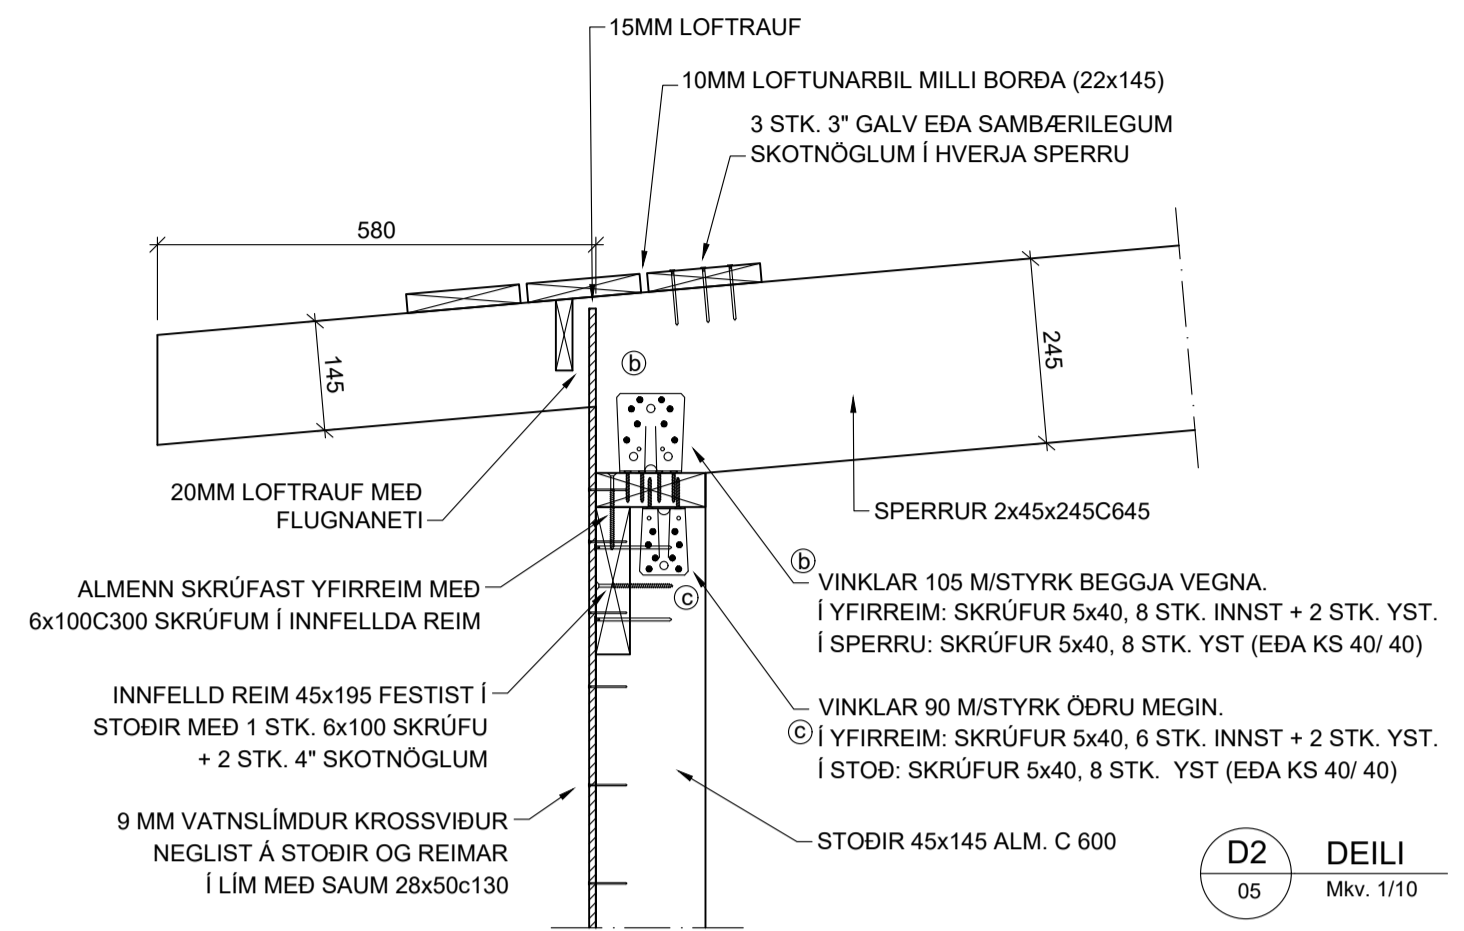 15MM LOFTRAUF
10MM LOFTUNARBIL MILLI BORÐA (22x145)
3 STK. 3" GALV EÐA SAMBÆRILEGUM
SKOTNÖGLUM Í HVERJA SPERRU
580
145
245
b
20MM LOFTRAUF MEÐ
FLUGNANETI
SPERRUR 2x45x245C645
ALMENN SKRÚFAST YFIRREIM MEÐ
6x100C300 SKRÚFUM Í INNFELLDA REIM
c
b
VINKLAR 105 M/STYRK BEGGJA VEGNA.
Í YFIRREIM: SKRÚFUR 5x40, 8 STK. INNST + 2 STK. YST.
Í SPERRU: SKRÚFUR 5x40, 8 STK. YST (EÐA KS 40/ 40)
INNFELLD REIM 45x195 FESTIST Í
STOÐIR MEÐ 1 STK. 6x100 SKRÚFU
+ 2 STK. 4" SKOTNÖGLUM
c
VINKLAR 90 M/STYRK ÖÐRU MEGIN.
Í YFIRREIM: SKRÚFUR 5x40, 6 STK. INNST + 2 STK. YST.
Í STOÐ: SKRÚFUR 5x40, 8 STK. YST (EÐA KS 40/ 40)
9 MM VATNSLÍMDUR KROSSVIÐUR
NEGLIST Á STOÐIR OG REIMAR
Í LÍM MEÐ SAUM 28x50c130
STOÐIR 45x145 ALM. C 600
D2
05
DEILI
Mkv. 1/10